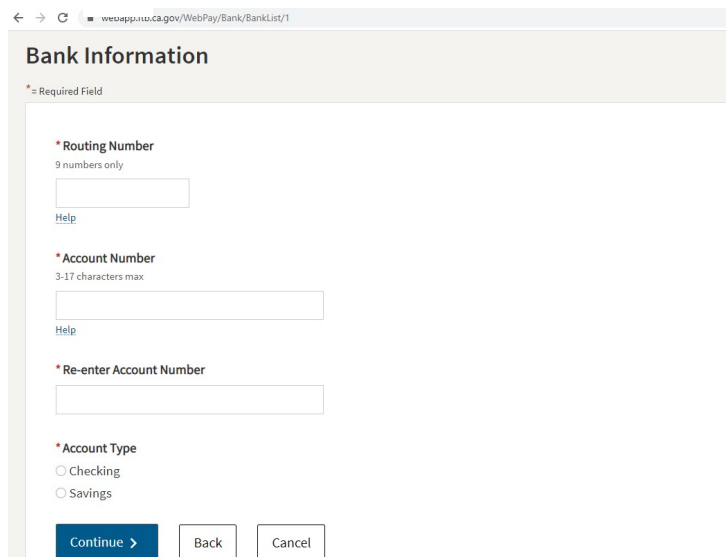 webapp.ftb.ca.gov/WebPay/Bank/BankList/1
Bank Information
*= Required Field
* Routing Number
9 numbers only
Help
* Account Number
3-17 characters max
Help
* Re-enter Account Number
* Account Type
Checking
Savings
Continue
Back
Cancel